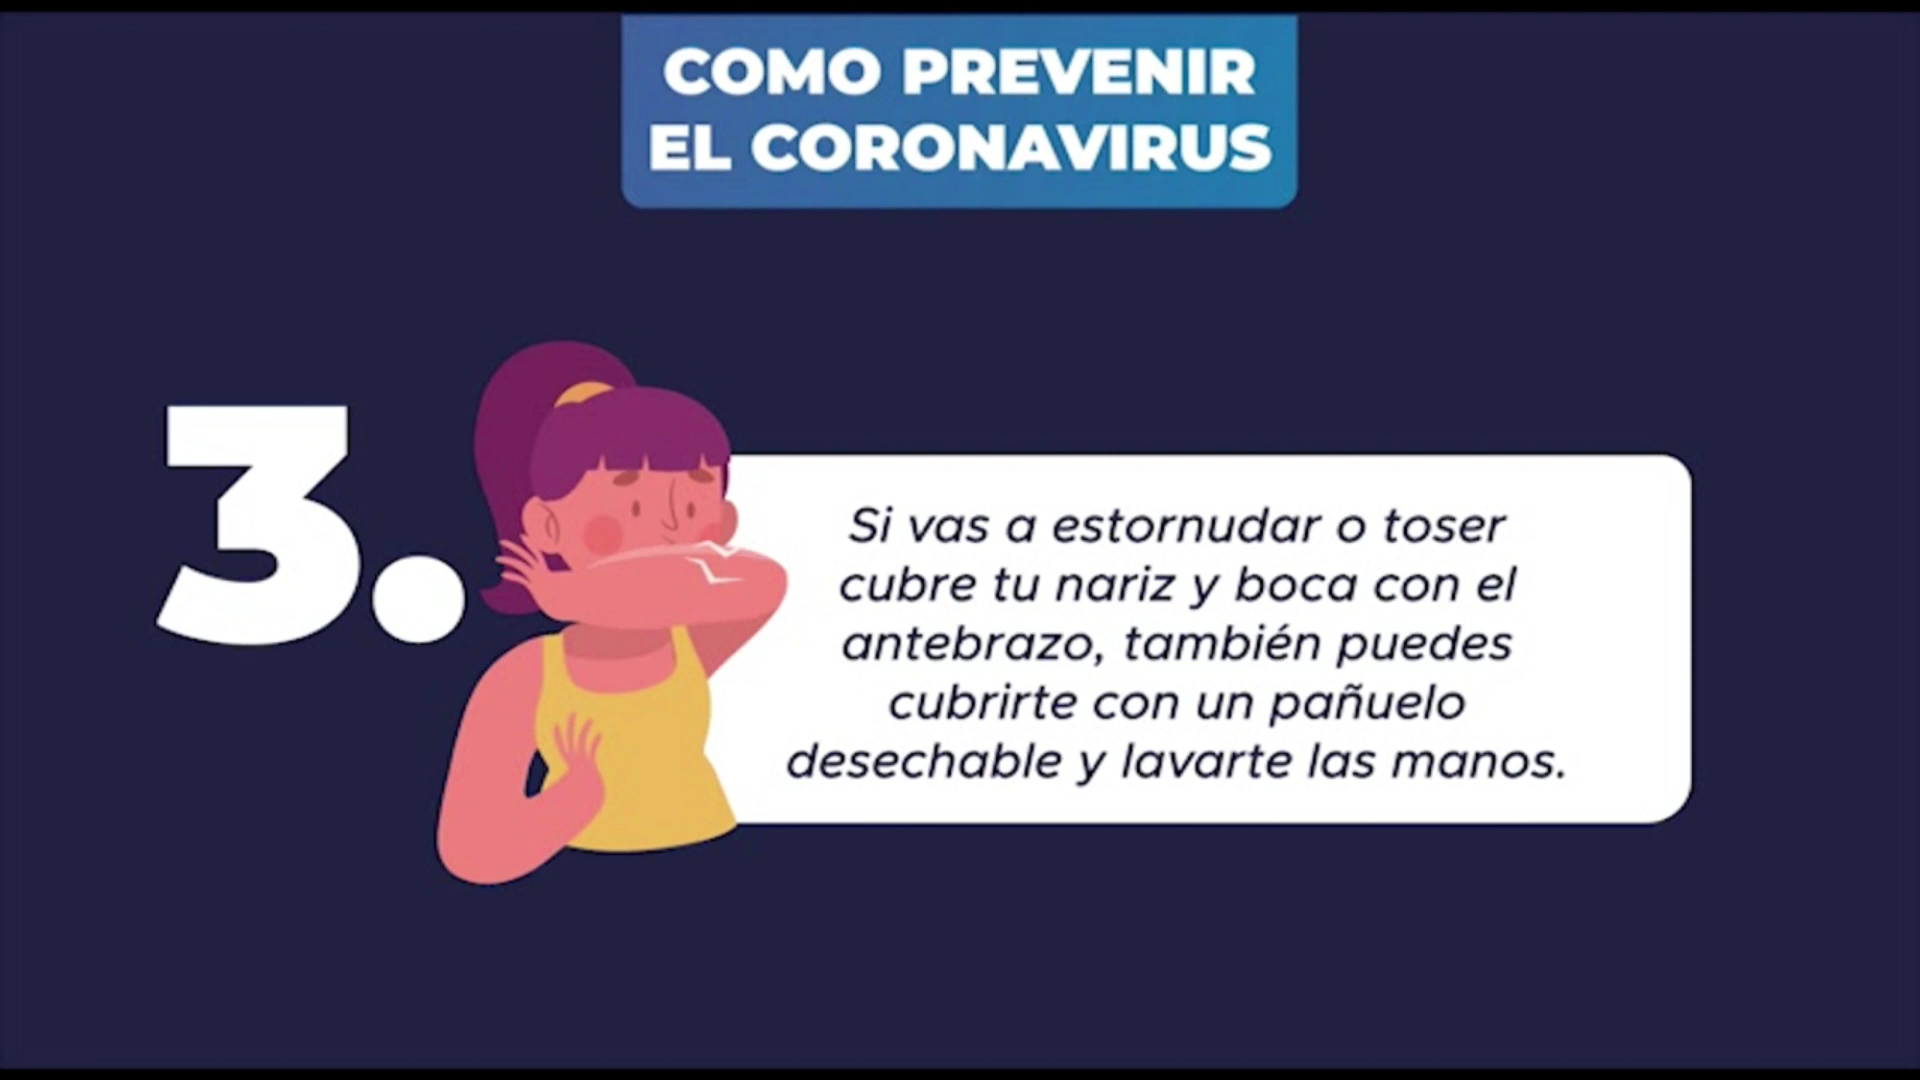 COMO PREVENIR
EL CORONAVIRUS
3.
Si vas a estornudar o toser
cubre tu nariz y boca con el
antebrazo, también puedes
cubrirte con un pañuelo
desechable y lavarte las manos.